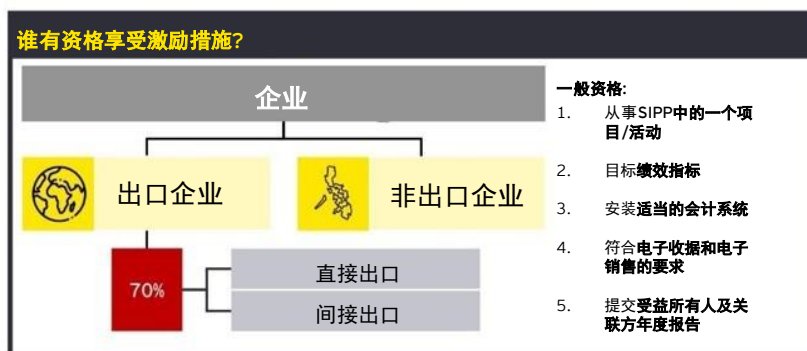 谁有资格享受激励措施?
企业
出口企业
非出口企业
70%
直接出口
间接出口
一般资格:
1. 从事SIPP中的一个项
目/活动
2. 目标绩效指标
3. 安装适当的会计系统
4. 符合电子收据和电子
销售的要求
5. 提交受益所有人及关
联方年度报告